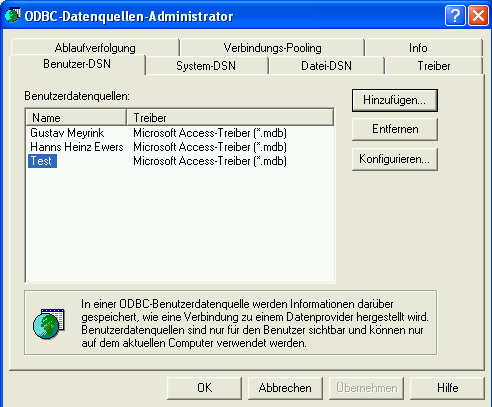 ODBC-Datenquellen-Administrator
Ablaufverfolgung Verbindungs-Pooling Info
Benutzer-DSN System-DSN Datei-DSN Treiber
Benutzerdatenquellen:
Name Treiber
Gustav Meyrink Microsoft Access-Treiber (*.mdb)
Hanns Heinz Ewers Microsoft Access-Treiber (*.mdb)
Test Microsoft Access-Treiber (*.mdb)
Hinzufügen...
Entfernen
Konfigurieren...
In einer ODBC-Benutzerdatenquelle werden Informationen darüber
gespeichert, wie eine Verbindung zu einem Datenprovider hergestellt wird.
Benutzerdatenquellen sind nur für den Benutzer sichtbar und können nur
auf dem aktuellen Computer verwendet werden.
OK Abbrechen Übernehmen Hilfe